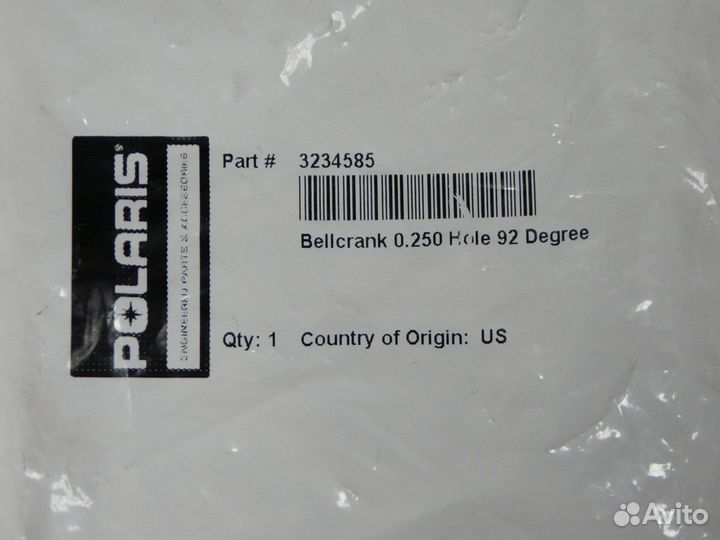 POLARIS®
ENGINEERED PARTS & ACCESSORIES
Part # 3234585
Bellcrank 0.250 Hole 92 Degree
Qty: 1 Country of Origin: US
Avito